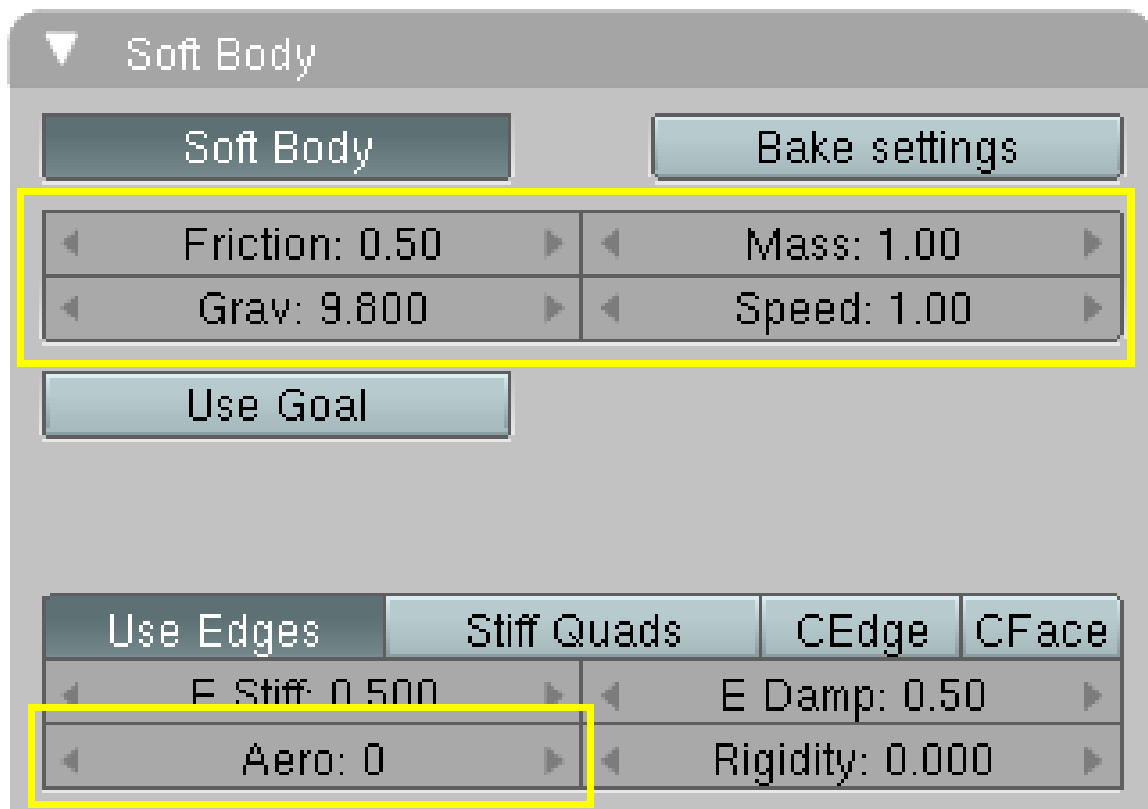 Soft Body
Soft Body Bake settings
Friction: 0.50 Mass: 1.00
Grav: 9.800 Speed: 1.00
Use Goal
Use Edges Stiff Quads CEdge CFace
E Stiff: 0.500 E Damp: 0.50
Aero: 0 Rigidity: 0.000